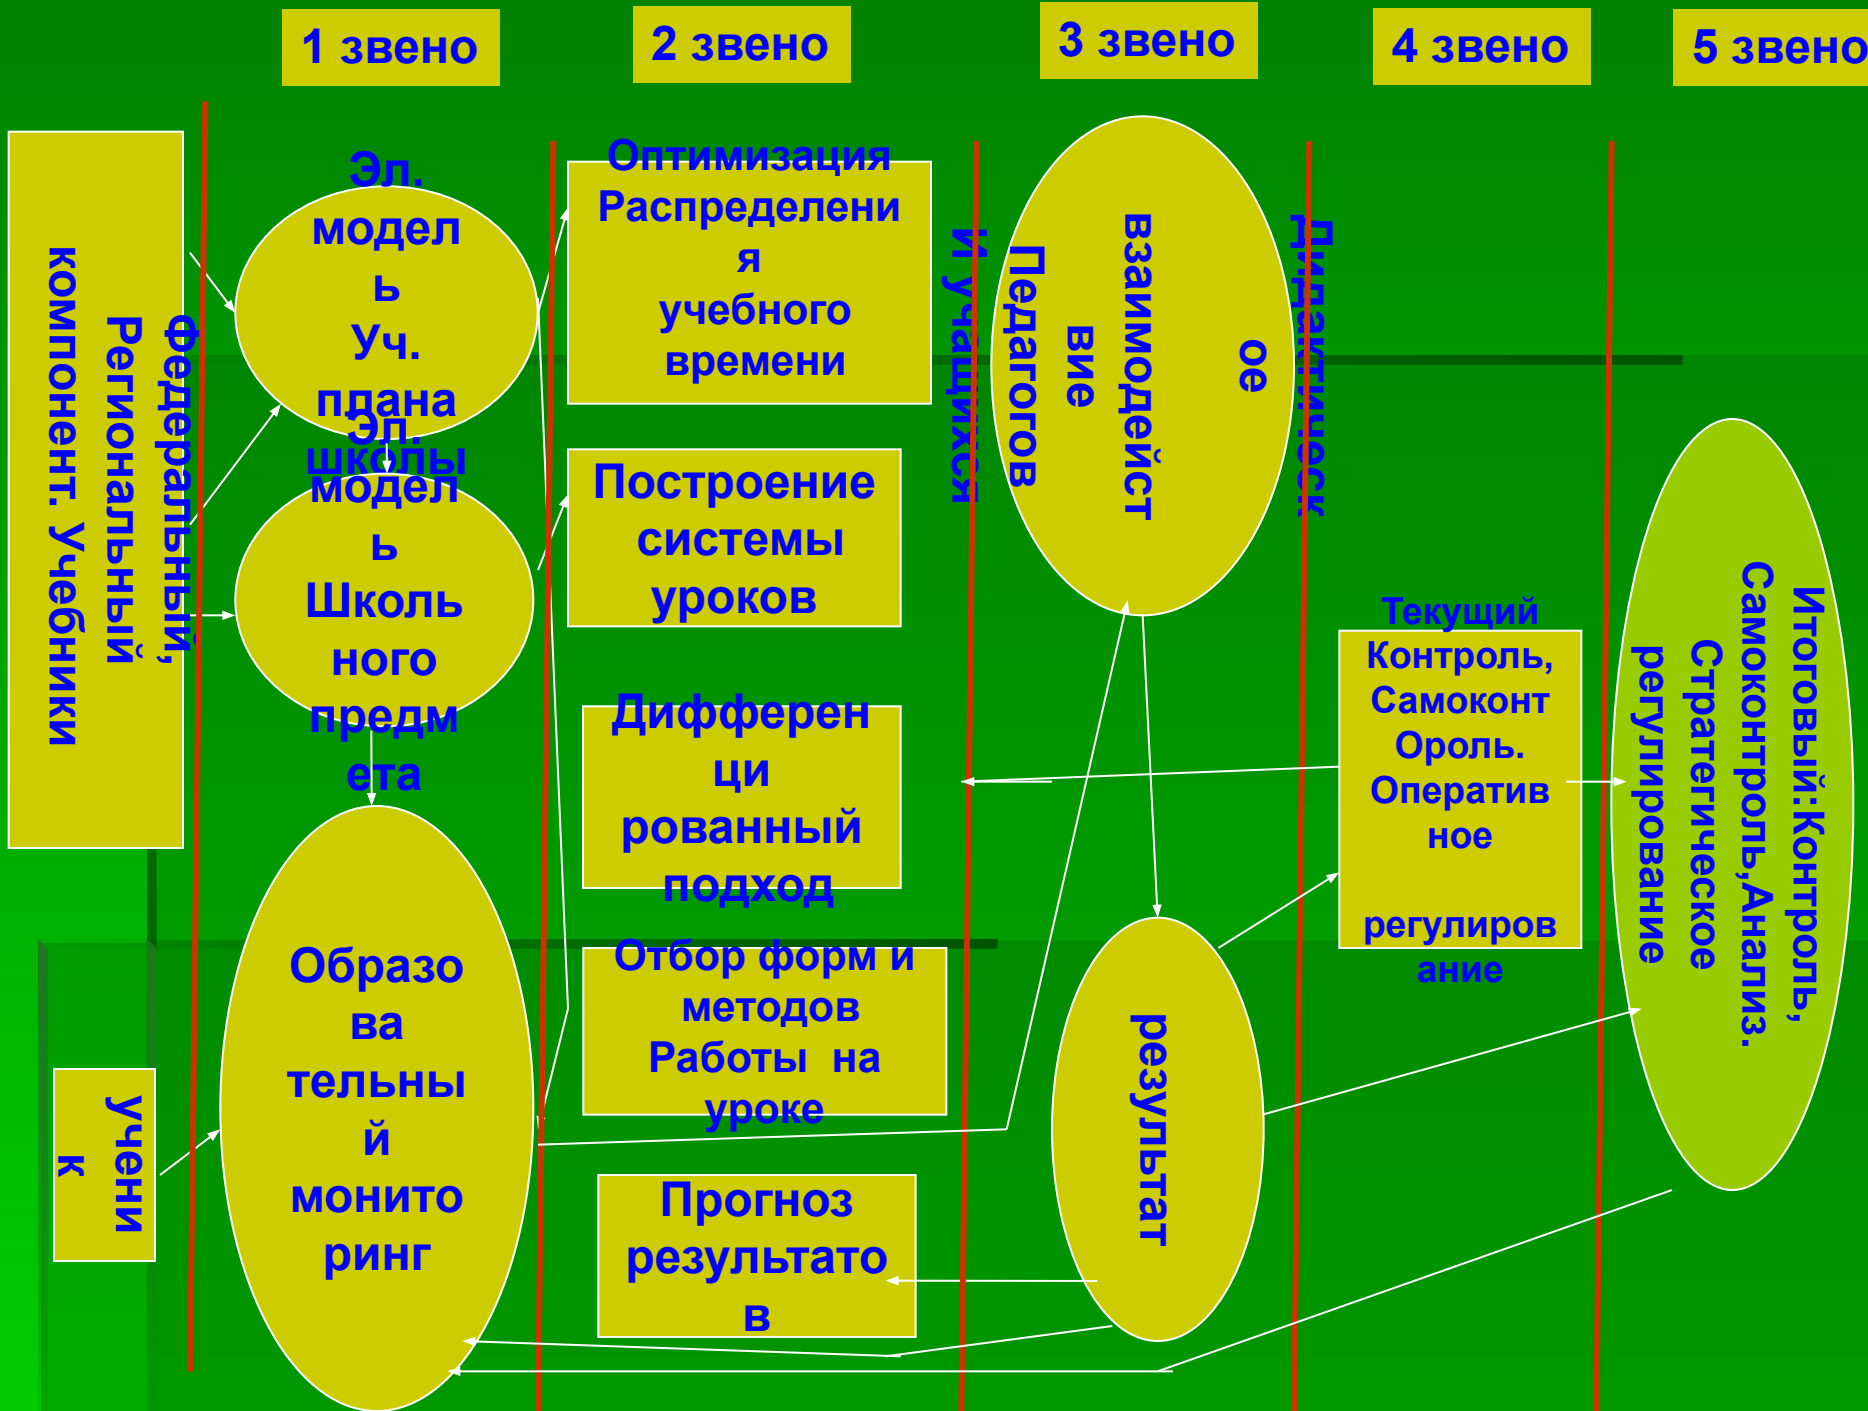 1 звено
2 звено
3 звено
4 звено
5 звено
Федеральный,
Региональный
компонент. Учебники
учени
к
Эл.
модел
ь
Уч.
плана
школы
Эл.
модел
ь
Школь
ного
предм
ета
Образо
ва
тельны
й
монито
ринг
Оптимизация
Распределени
я
учебного
времени
Построение
системы
уроков
Дифферен
ци
рованный
подход
Отбор форм и
методов
Работы на
уроке
Прогноз
результато
в
Дидактическ
ое
взаимодейст
вие
Педагогов
И учащихся
результат
Текущий
Контроль,
Самоконт
Ороль.
Оператив
ное
регулиров
ание
Итоговый:Контроль,
Самоконтроль,Анализ.
Стратегическое
регулирование